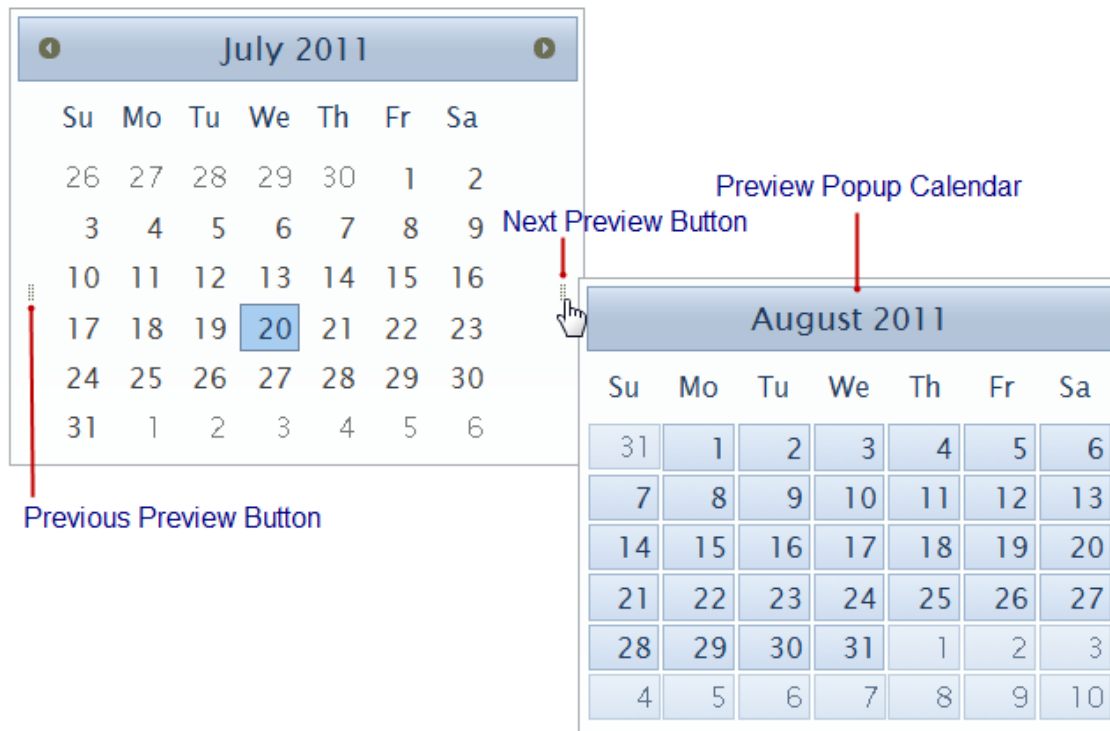 July 2011
Su Mo Tu We Th Fr Sa
26 27 28 29 30 1 2
3 4 5 6 7 8 9
10 11 12 13 14 15 16
17 18 19 20 21 22 23
24 25 26 27 28 29 30
31 1 2 3 4 5 6
Previous Preview Button
Next Preview Button
Preview Popup Calendar
August 2011
Su Mo Tu We Th Fr Sa
31 1 2 3 4 5 6
7 8 9 10 11 12 13
14 15 16 17 18 19 20
21 22 23 24 25 26 27
28 29 30 31 1 2 3
4 5 6 7 8 9 10